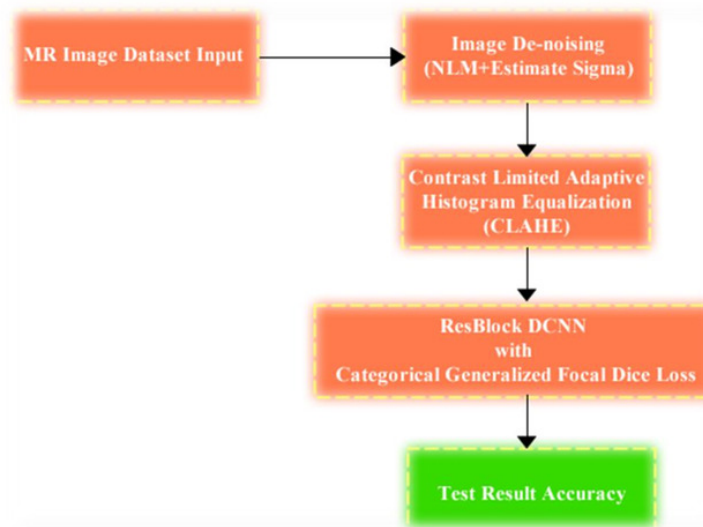 MR Image Dataset Input
Image De-noising
(NLM+Estimate Sigma)
Contrast Limited Adaptive
Histogram Equalization
(CLAHE)
ResBlock DCNN
with
Categorical Generalized Focal Dice Loss
Test Result Accuracy